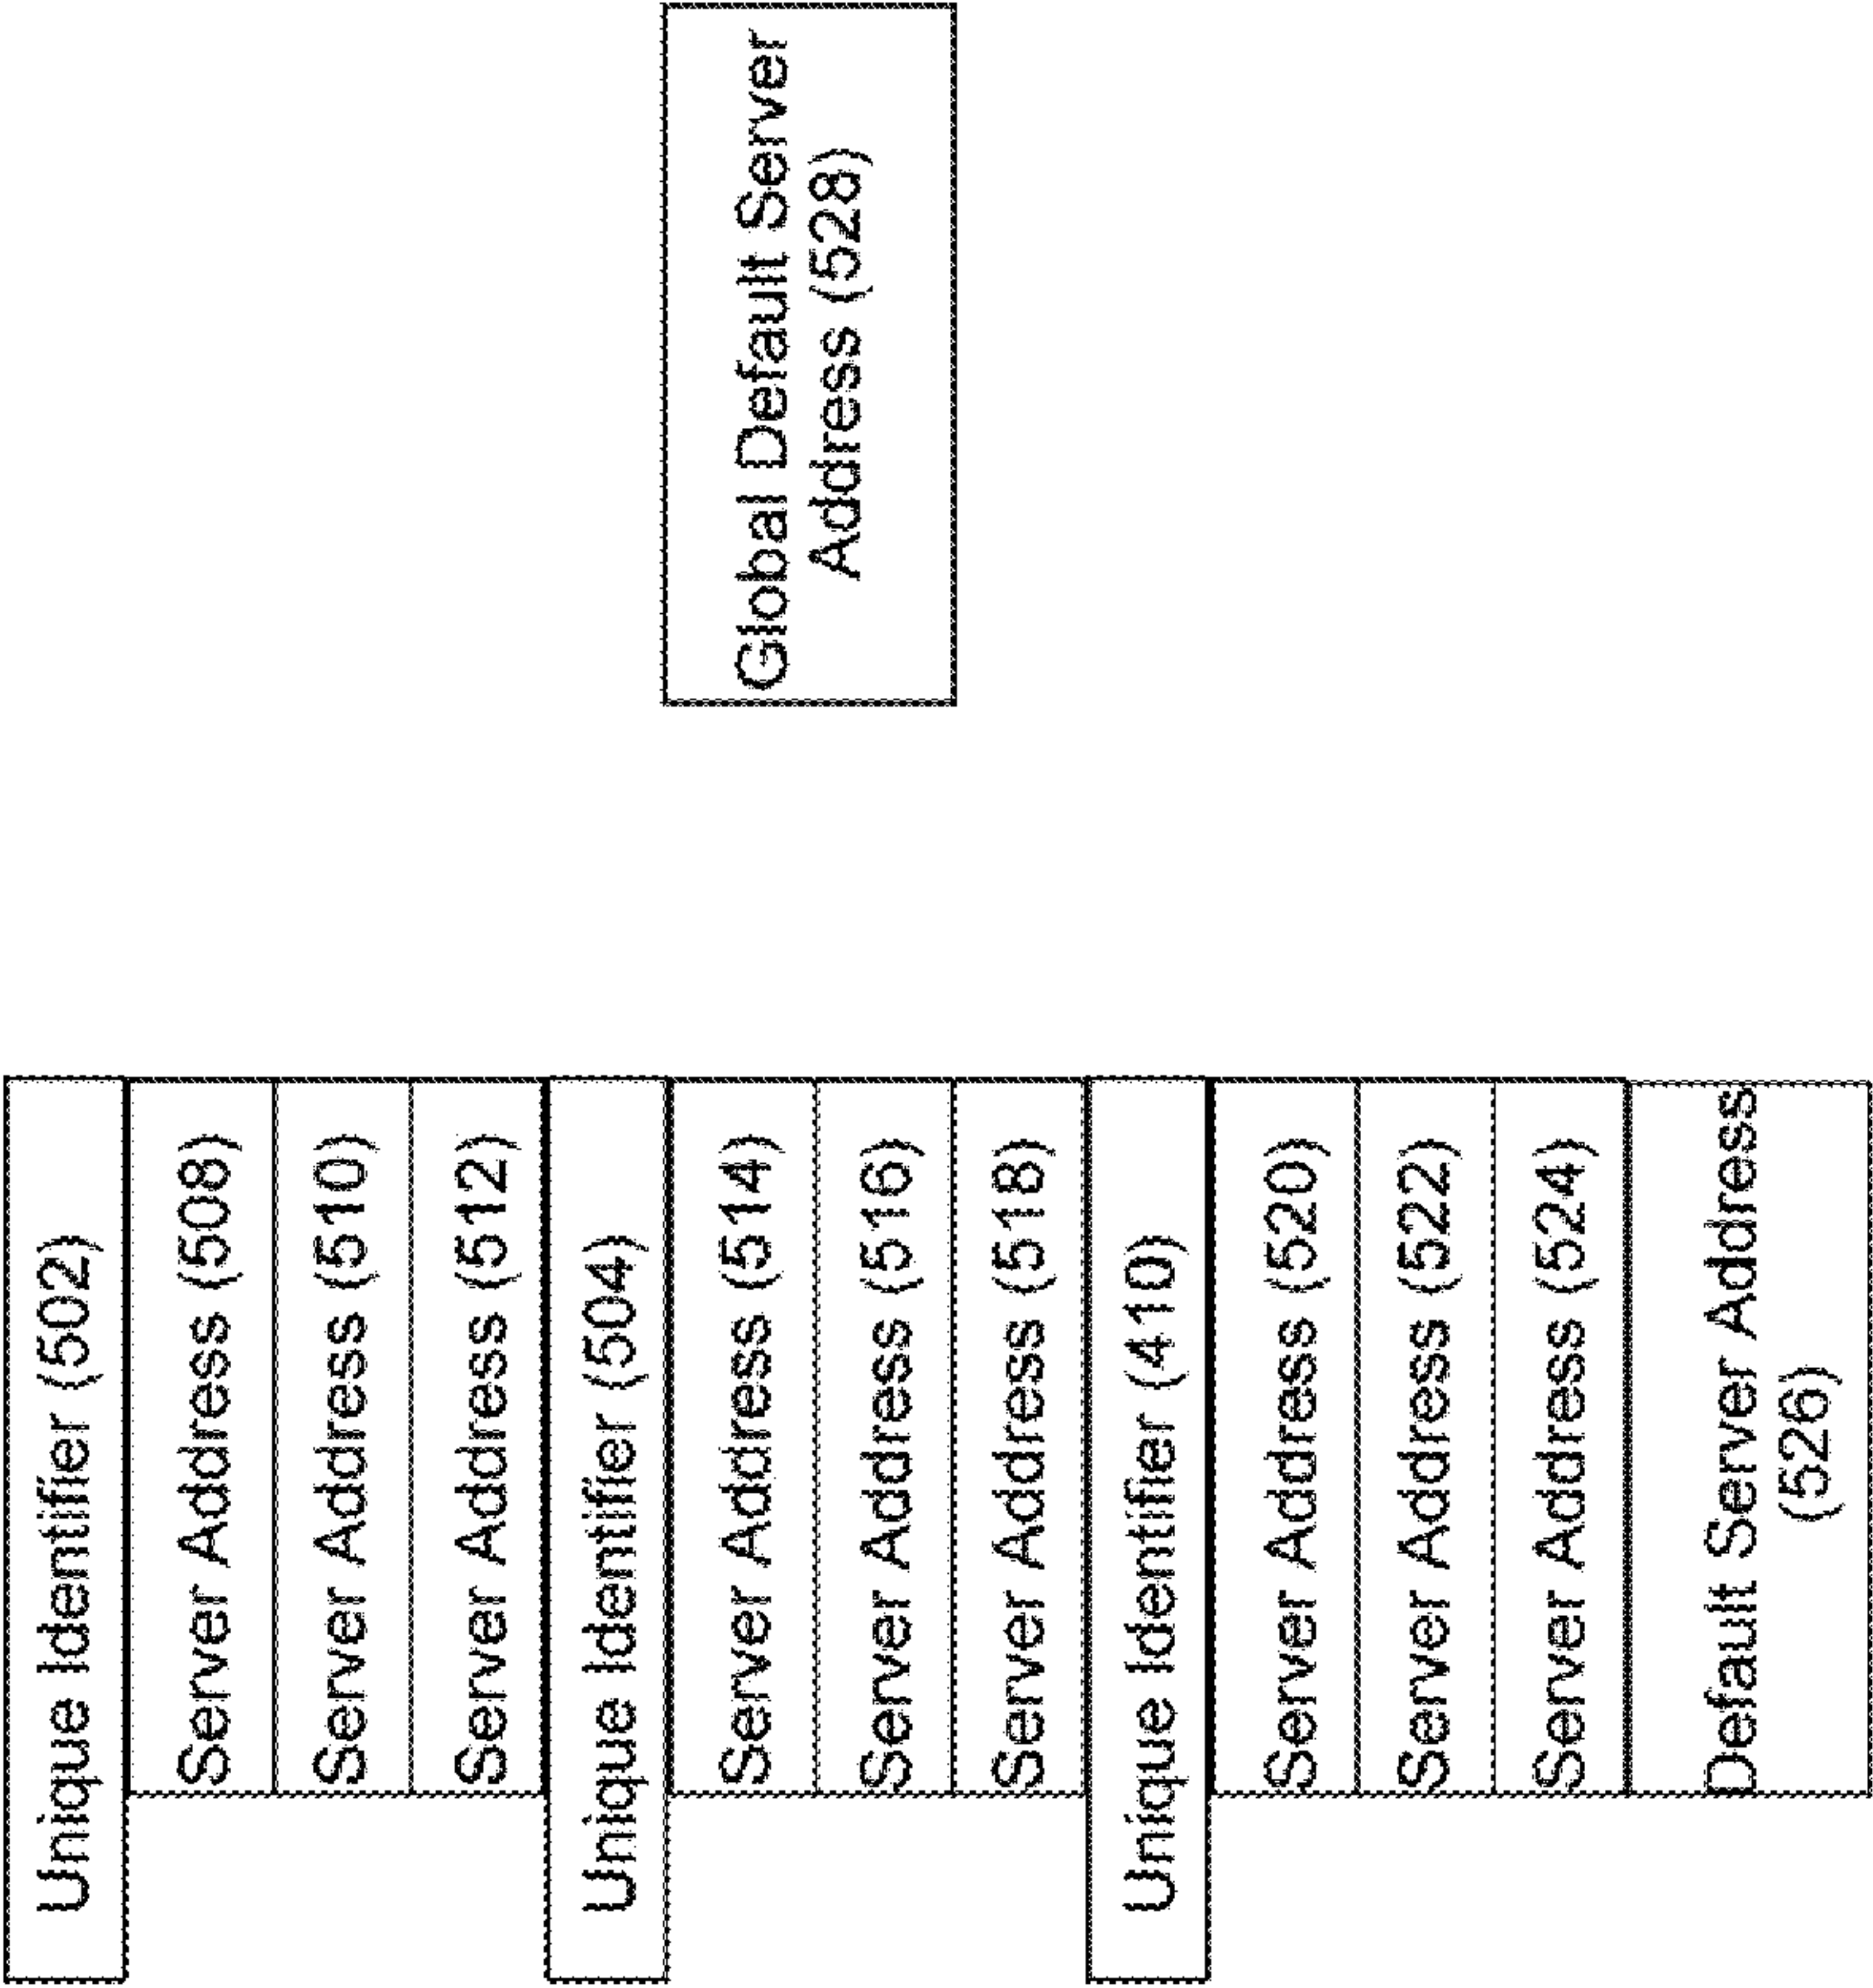 Unique Identifier (502)
Server Address (508)
Server Address (510)
Server Address (512)
Unique Identifier (504)
Server Address (514)
Server Address (516)
Server Address (518)
Unique Identifier (410)
Server Address (520)
Server Address (522)
Server Address (524)
Default Server Address
(526)
Global Default Server
Address (528)